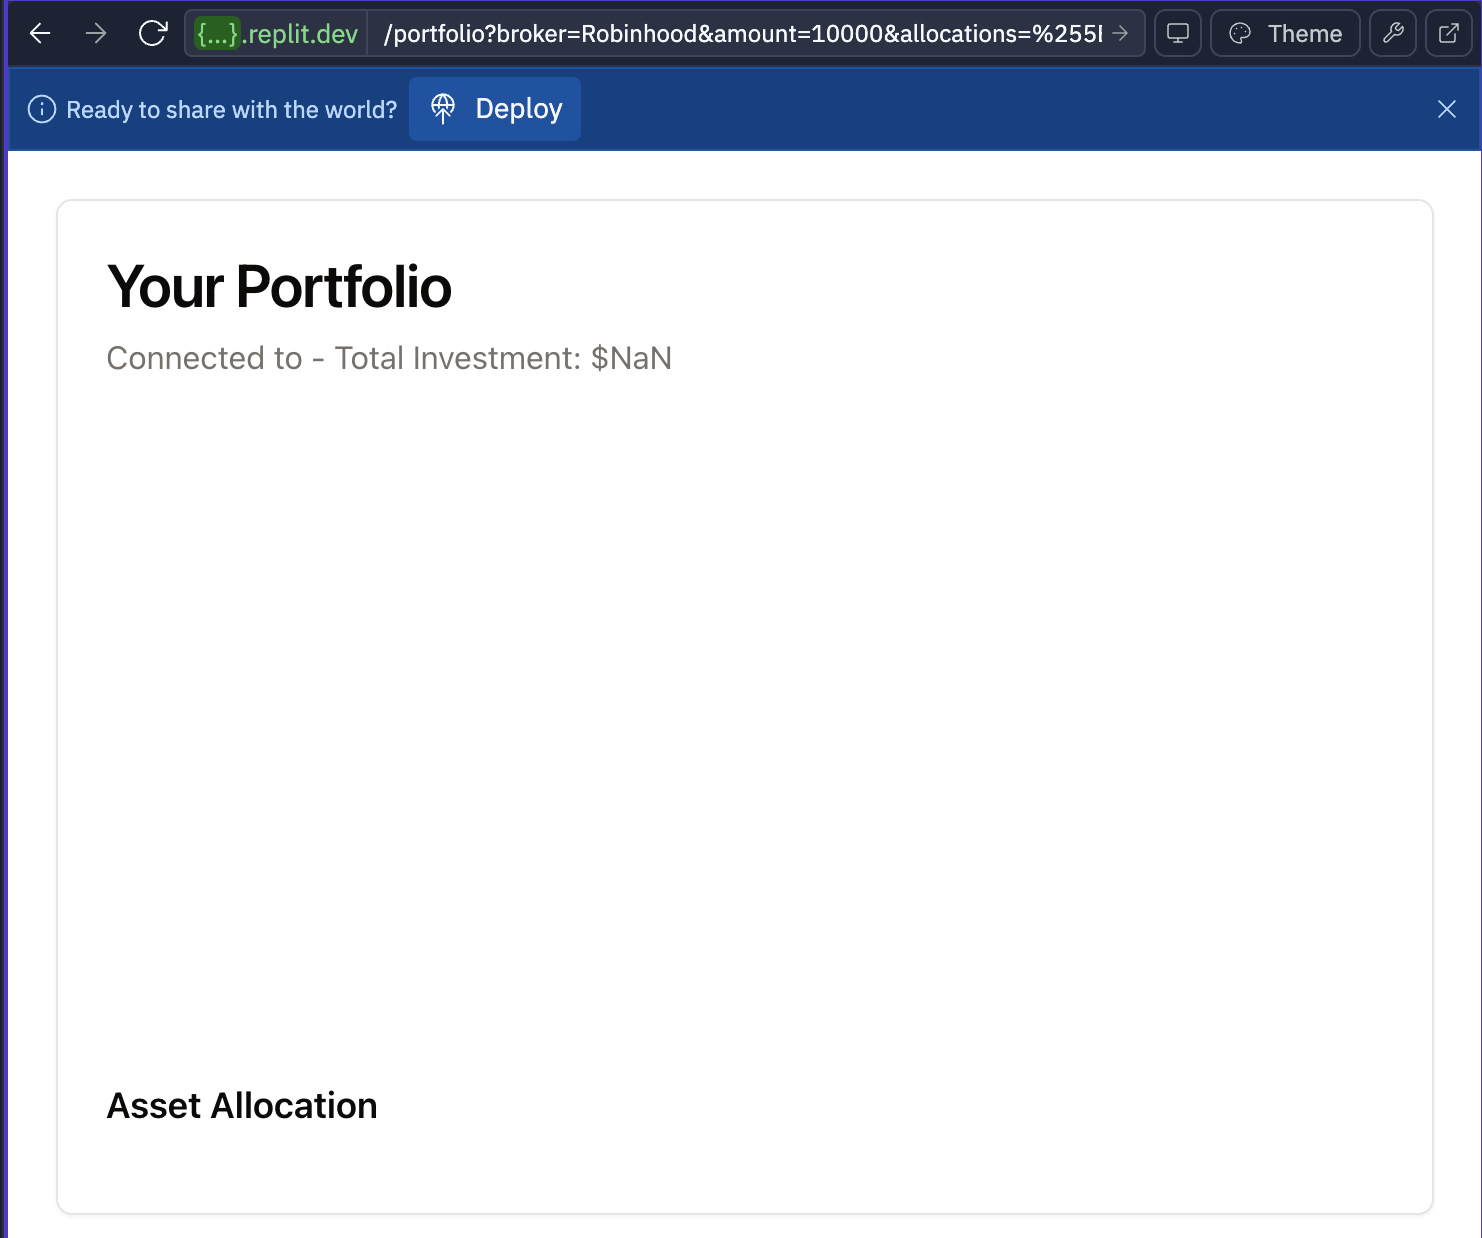 {...}.replit.dev /portfolio?broker=Robinhood&amount=10000&allocations=%255 Theme
Ready to share with the world? Deploy
Your Portfolio
Connected to - Total Investment: $NaN
Asset Allocation